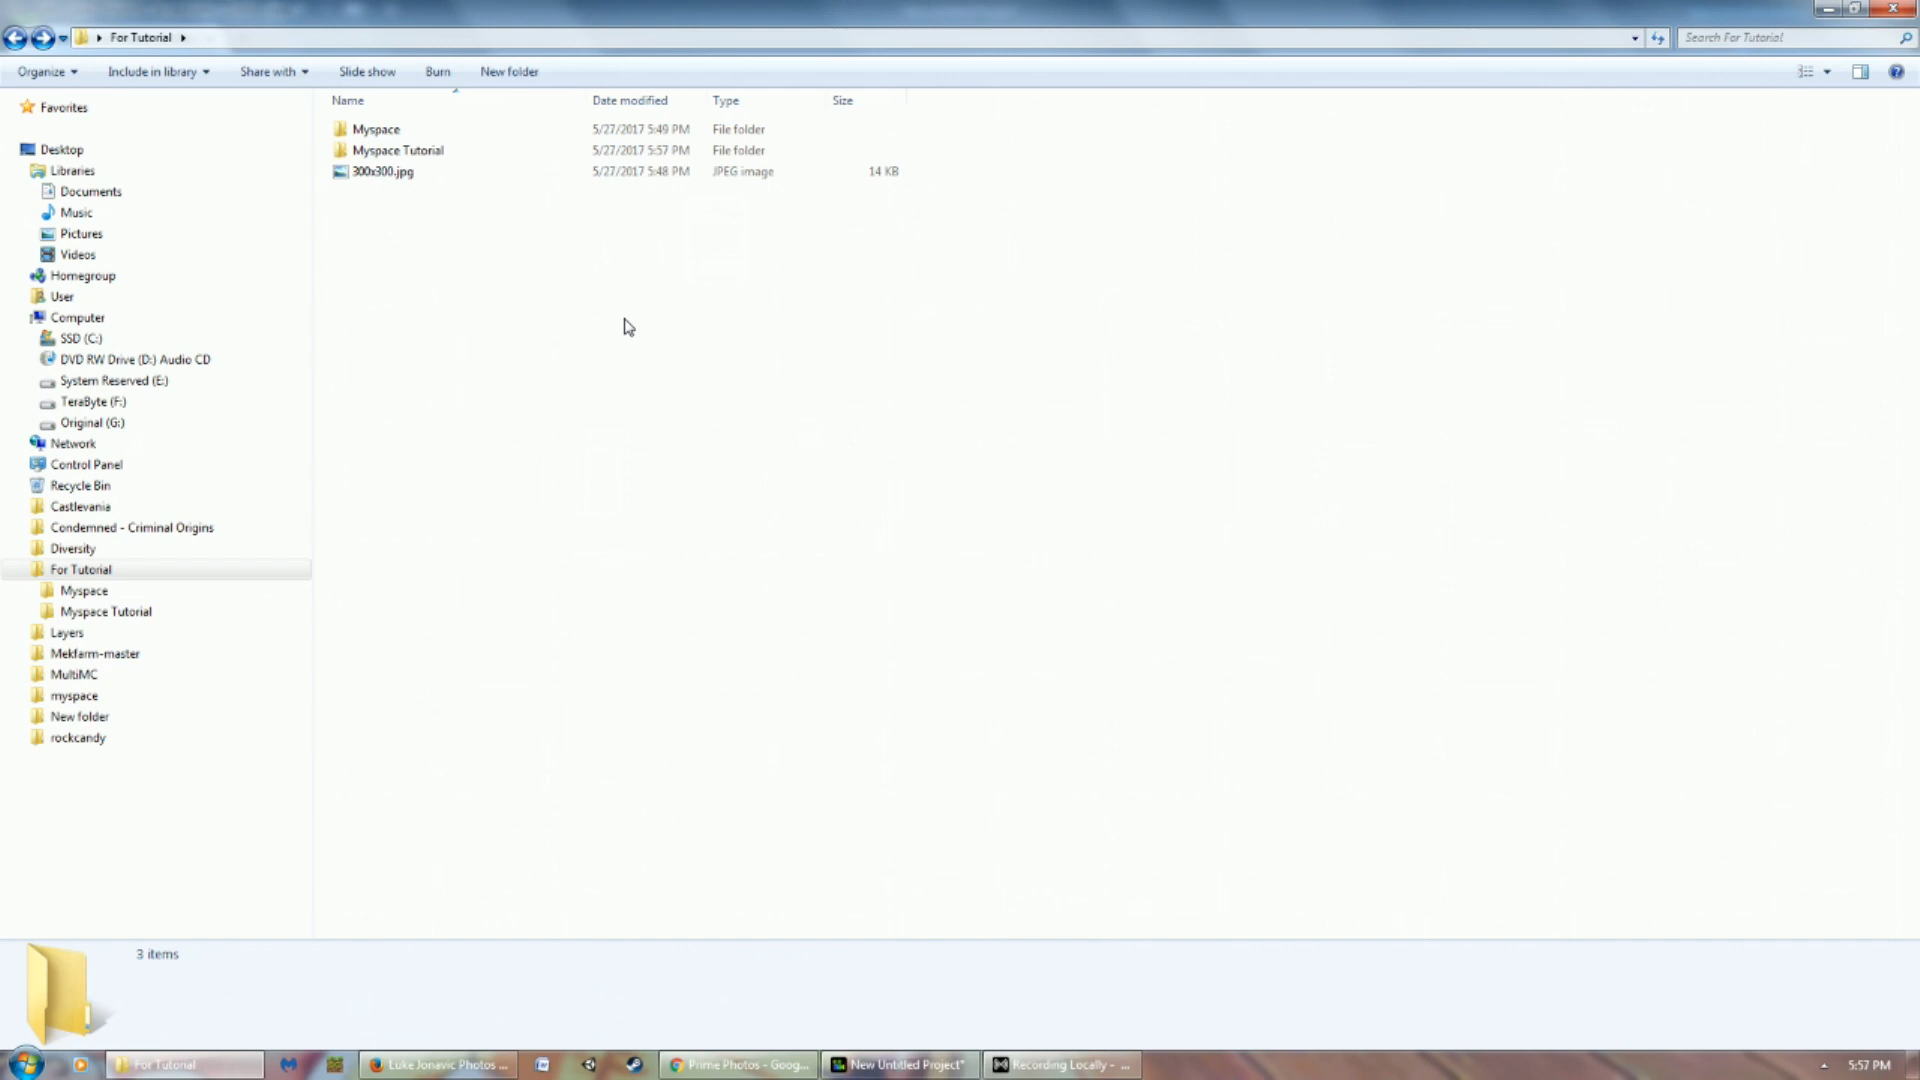 For Tutorial
Search For Tutorial
Organize Include in library Share with Slide show Burn New folder
Name Date modified Type Size
Myspace 5/27/2017 5:49 PM File folder
Myspace Tutorial 5/27/2017 5:57 PM File folder
300x300.jpg 5/27/2017 5:48 PM JPEG image 14 KB
Favorites
Desktop
Libraries
Documents
Music
Pictures
Videos
Homegroup
User
Computer
SSD (C:)
DVD RW Drive (D:) Audio CD
System Reserved (E:)
TeraByte (F:)
Original (G:)
Network
Control Panel
Recycle Bin
Castlevania
Condemned - Criminal Origins
Diversity
For Tutorial
Myspace
Myspace Tutorial
Layers
Mekfarm-master
MultiMC
myspace
New folder
rockcandy
3 items
For Tutorial Luke Jonavic Photos ... Prime Photos - Goog... New Untitled Project* Recording Locally - ... 5:57 PM